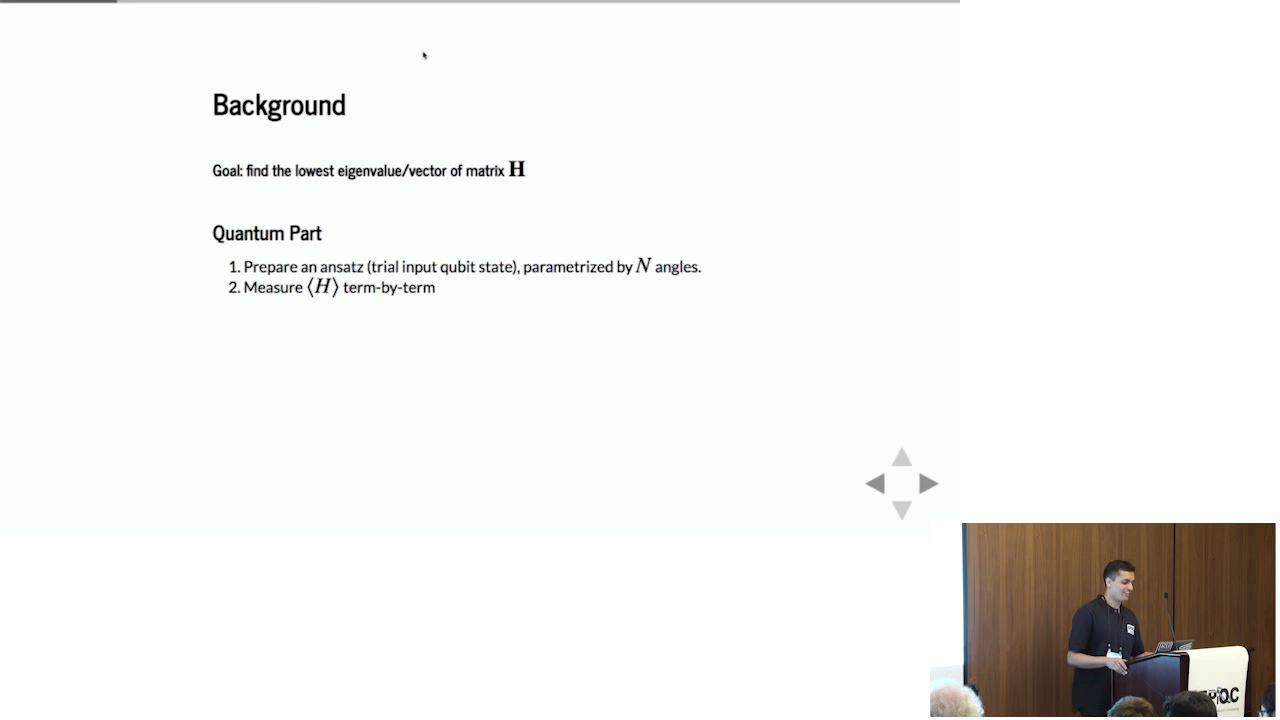 Background
Goal: find the lowest eigenvalue/vector of matrix H
Quantum Part
1. Prepare an ansatz (trial input qubit state), parametrized by N angles.
2. Measure ⟨H⟩ term-by-term